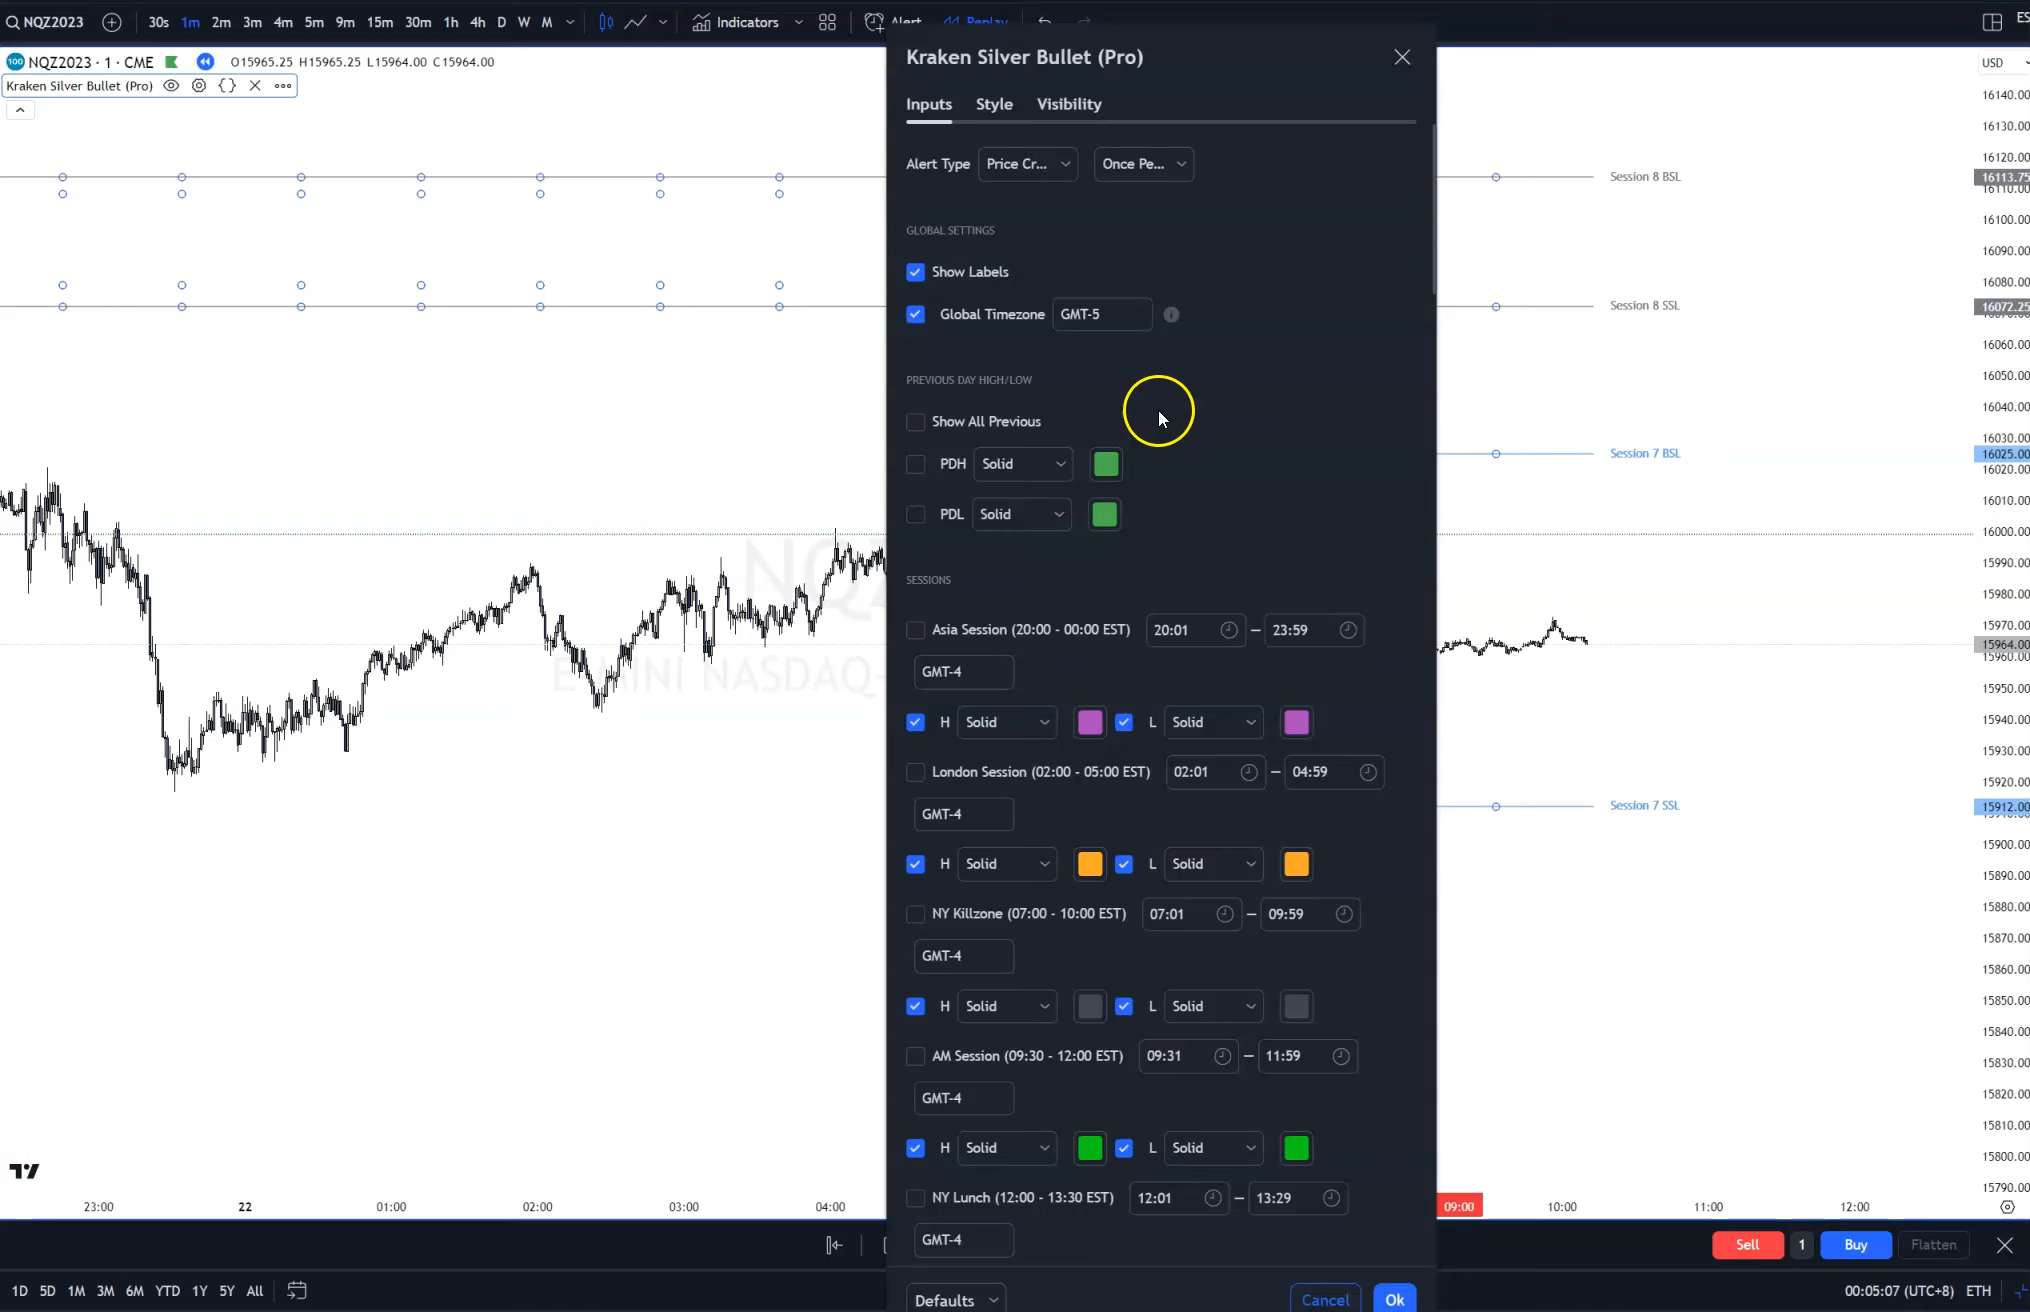 NQZ2023 30s 1m 2m 3m 4m 5m 9m 15m 30m 1h 4h D W M Indicators Alert Replay
NQZ2023 · 1 · CME O15965.25 H15965.25 L15964.00 C15964.00
Kraken Silver Bullet (Pro)
Kraken Silver Bullet (Pro)
Inputs Style Visibility
Alert Type Price Cr... Once Pe...
GLOBAL SETTINGS
Show Labels
Global Timezone GMT-5
PREVIOUS DAY HIGH/LOW
Show All Previous
PDH Solid
PDL Solid
SESSIONS
Asia Session (20:00 - 00:00 EST) 20:01 – 23:59
GMT-4
H Solid L Solid
London Session (02:00 - 05:00 EST) 02:01 – 04:59
GMT-4
H Solid L Solid
NY Killzone (07:00 - 10:00 EST) 07:01 – 09:59
GMT-4
H Solid L Solid
AM Session (09:30 - 12:00 EST) 09:31 – 11:59
GMT-4
H Solid L Solid
NY Lunch (12:00 - 13:30 EST) 12:01 – 13:29
GMT-4
Defaults Cancel Ok
Session 8 BSL
Session 8 SSL
Session 7 BSL
Session 7 SSL
USD
16140.00
16130.00
16120.00
16113.75
16110.00
16100.00
16090.00
16080.00
16072.25
16070.00
16060.00
16050.00
16040.00
16030.00
16025.00
16020.00
16010.00
16000.00
15990.00
15980.00
15970.00
15964.00
15960.00
15950.00
15940.00
15930.00
15920.00
15912.00
15910.00
15900.00
15890.00
15880.00
15870.00
15860.00
15850.00
15840.00
15830.00
15820.00
15810.00
15800.00
15790.00
23:00 22 01:00 02:00 03:00 04:00 09:00 10:00 11:00 12:00
Sell 1 Buy Flatten
1D 5D 1M 3M 6M YTD 1Y 5Y All 00:05:07 (UTC+8) ETH